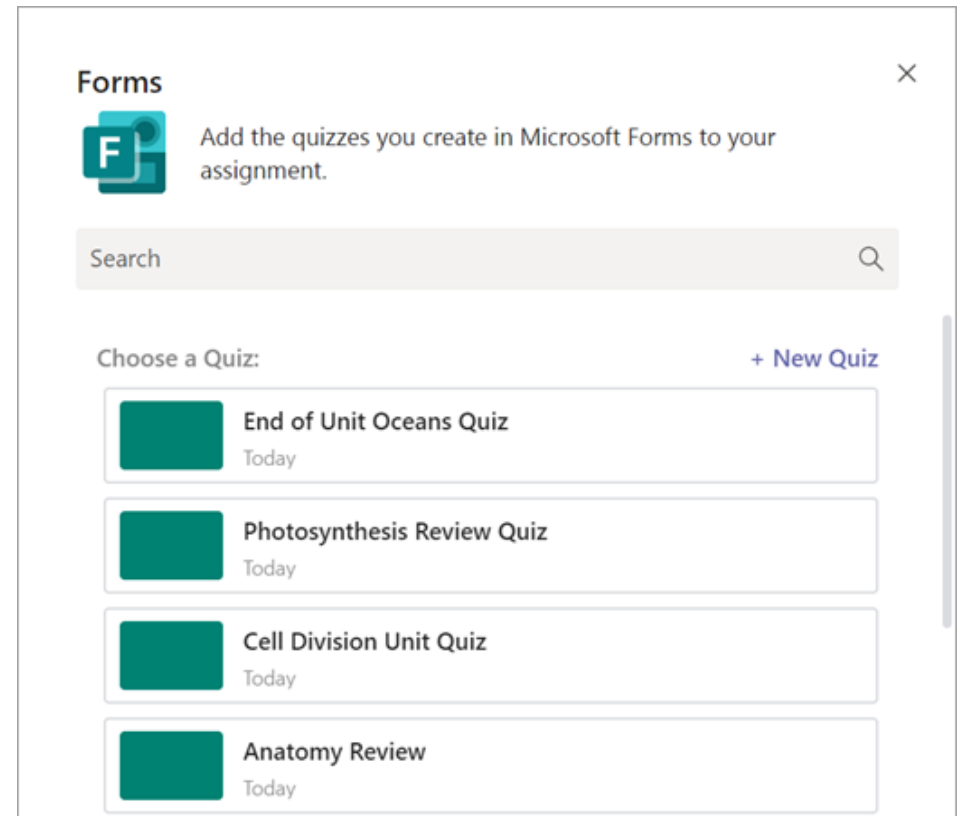 Forms
F
Add the quizzes you create in Microsoft Forms to your
assignment.
Search
Choose a Quiz:
+ New Quiz
End of Unit Oceans Quiz
Today
Photosynthesis Review Quiz
Today
Cell Division Unit Quiz
Today
Anatomy Review
Today